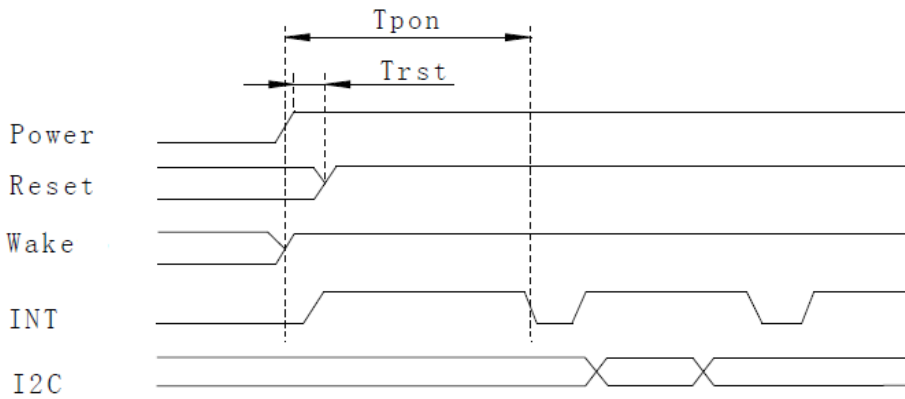 Tpon
Trst
Power
Reset
Wake
INT
I2C